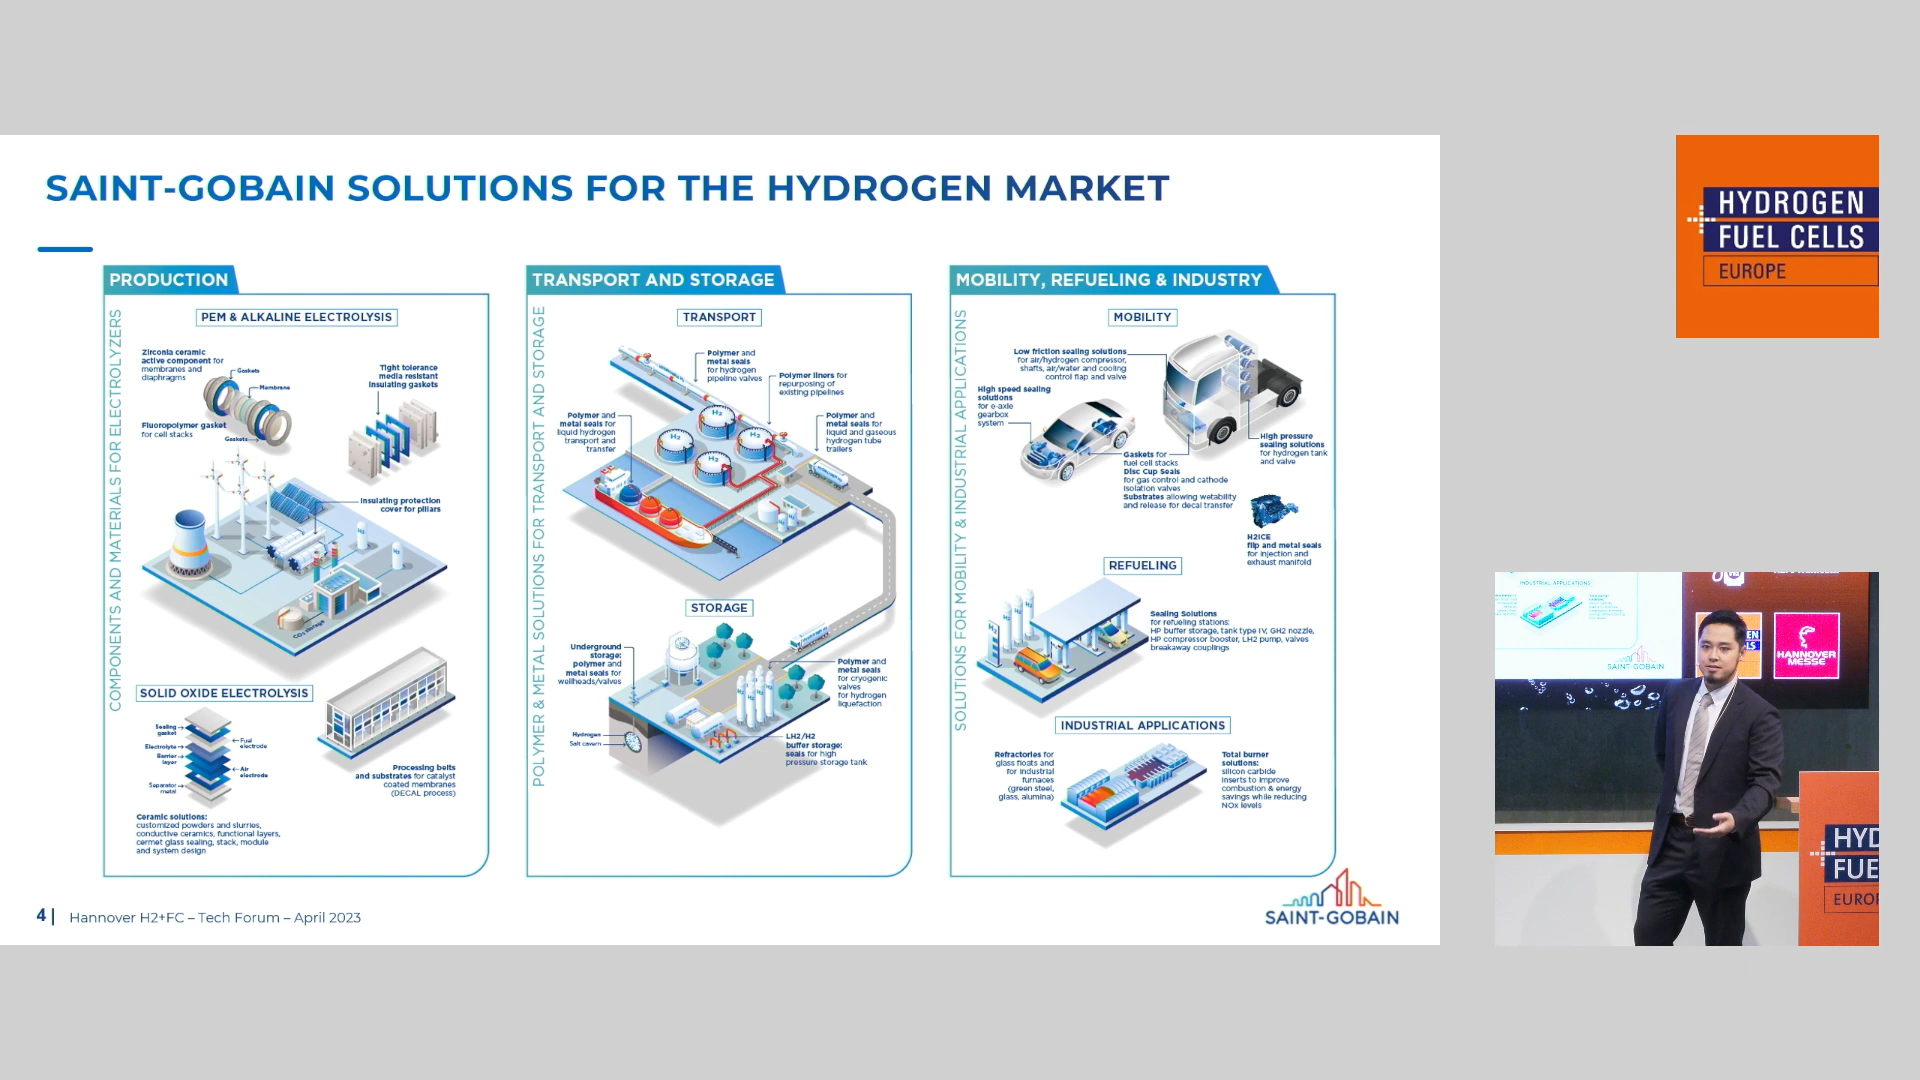 SAINT-GOBAIN SOLUTIONS FOR THE HYDROGEN MARKET
PRODUCTION
COMPONENTS AND MATERIALS FOR ELECTROLYZERS
PEM & ALKALINE ELECTROLYSIS
Zirconia ceramic
active component for
membranes and
diaphragms
Gaskets
Membrane
Tight tolerance
media resistant
insulating gaskets
Fluoropolymer gasket
for cell stacks
Gaskets
Insulating protection
cover for pillars
CO2 storage
SOLID OXIDE ELECTROLYSIS
Sealing
gasket
Fuel
electrode
Electrolyte
Barrier
layer
Air
electrode
Separator
metal
Processing belts
and substrates for catalyst
coated membranes
(DECAL process)
Ceramic solutions:
customized powders and slurries,
conductive ceramics, functional layers,
cermet glass sealing, stack, module
and system design
TRANSPORT AND STORAGE
POLYMER & METAL SOLUTIONS FOR TRANSPORT AND STORAGE
TRANSPORT
Polymer and
metal seals
for hydrogen
pipeline valves
Polymer liners for
repurposing of
existing pipelines
Polymer and
metal seals for
liquid hydrogen
transport and
transfer
Polymer and
metal seals for
liquid and gaseous
hydrogen tube
trailers
H2
H2
H2
H2
STORAGE
Underground
storage:
polymer and
metal seals for
wellheads/valves
Polymer and
metal seals
for cryogenic
valves
for hydrogen
liquefaction
Hydrogen
Salt cavern
LH2/H2
buffer storage:
seals for high
pressure storage tank
MOBILITY, REFUELING & INDUSTRY
SOLUTIONS FOR MOBILITY & INDUSTRIAL APPLICATIONS
MOBILITY
Low friction sealing solutions
for air/hydrogen compressor,
shafts, air/water and cooling
control flap and valve
High speed sealing
solutions
for e-axle
gearbox
system
High pressure
sealing solutions
for hydrogen tank
and valve
Gaskets for
fuel cell stacks
Disc Cup Seals
for gas control and cathode
isolation valves
Substrates allowing wetability
and release for decal transfer
H2ICE
flip and metal seals
for injection and
exhaust manifold
REFUELING
Sealing Solutions
for refueling stations:
HP buffer storage, tank type IV, GH2 nozzle,
HP compressor booster, LH2 pump, valves
breakaway couplings
INDUSTRIAL APPLICATIONS
Refractories for
glass floats and
for industrial
furnaces
(green steel,
glass, alumina)
Total burner
solutions:
silicon carbide
inserts to improve
combustion & energy
savings while reducing
NOx levels
4 | Hannover H2+FC – Tech Forum – April 2023
SAINT-GOBAIN
HYDROGEN
FUEL CELLS
EUROPE
INDUSTRIAL APPLICATIONS
SAINT-GOBAIN
HANNOVER
MESSE
HYD
FUE
EURO